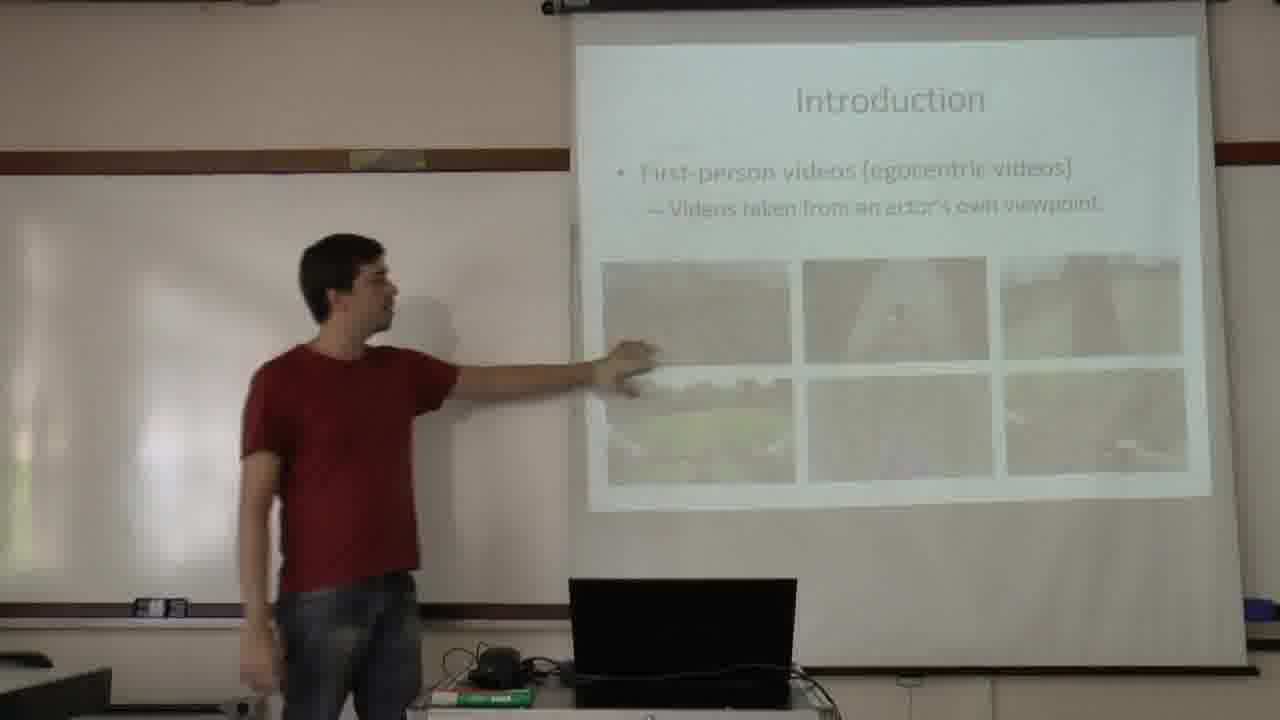 Introduction
• First-person videos (egocentric videos)
– Videos taken from an actor's own viewpoint